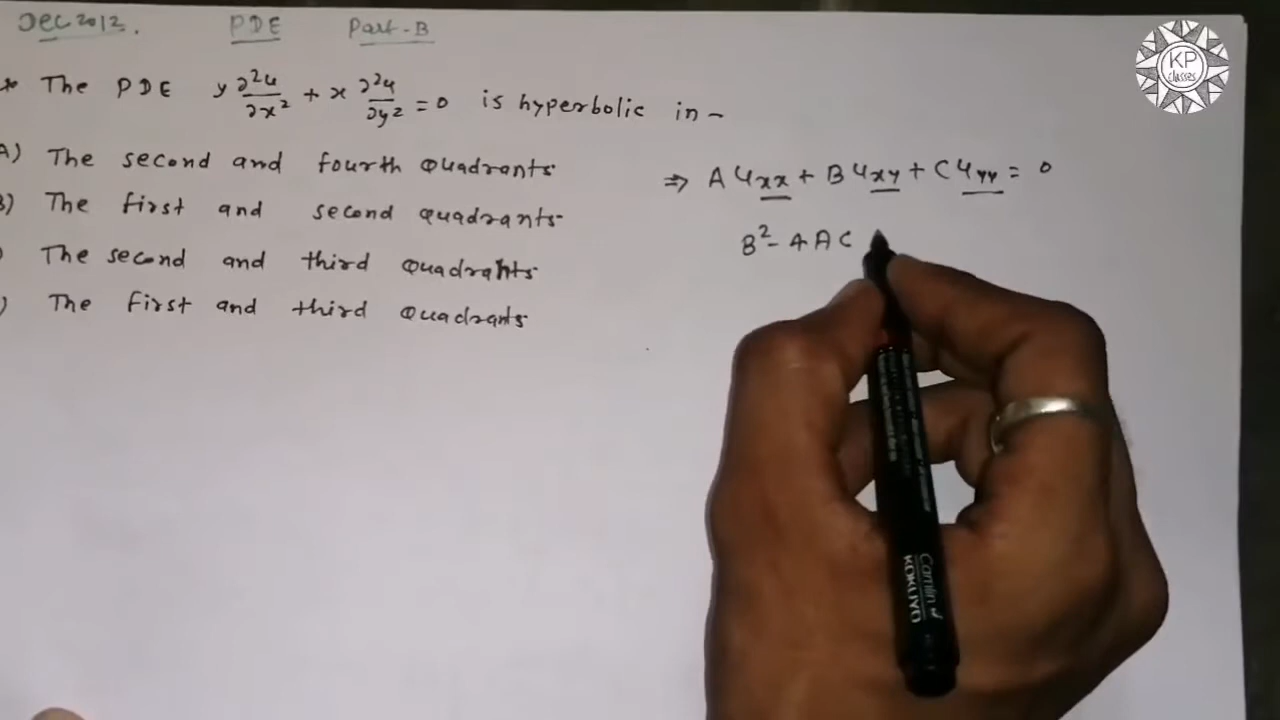 Dec 2012. PDE Part-B
* The PDE y ∂²u/∂x² + x ∂²u/∂y² = 0 is hyperbolic in -
A) The second and fourth Quadrants
B) The first and second quadrants
) The second and third Quadrants
) The First and third Quadrants
⇒ A uxx + B uxy + C uyy = 0
B² - 4AC
KP
classes
Camlin
KOKUYO